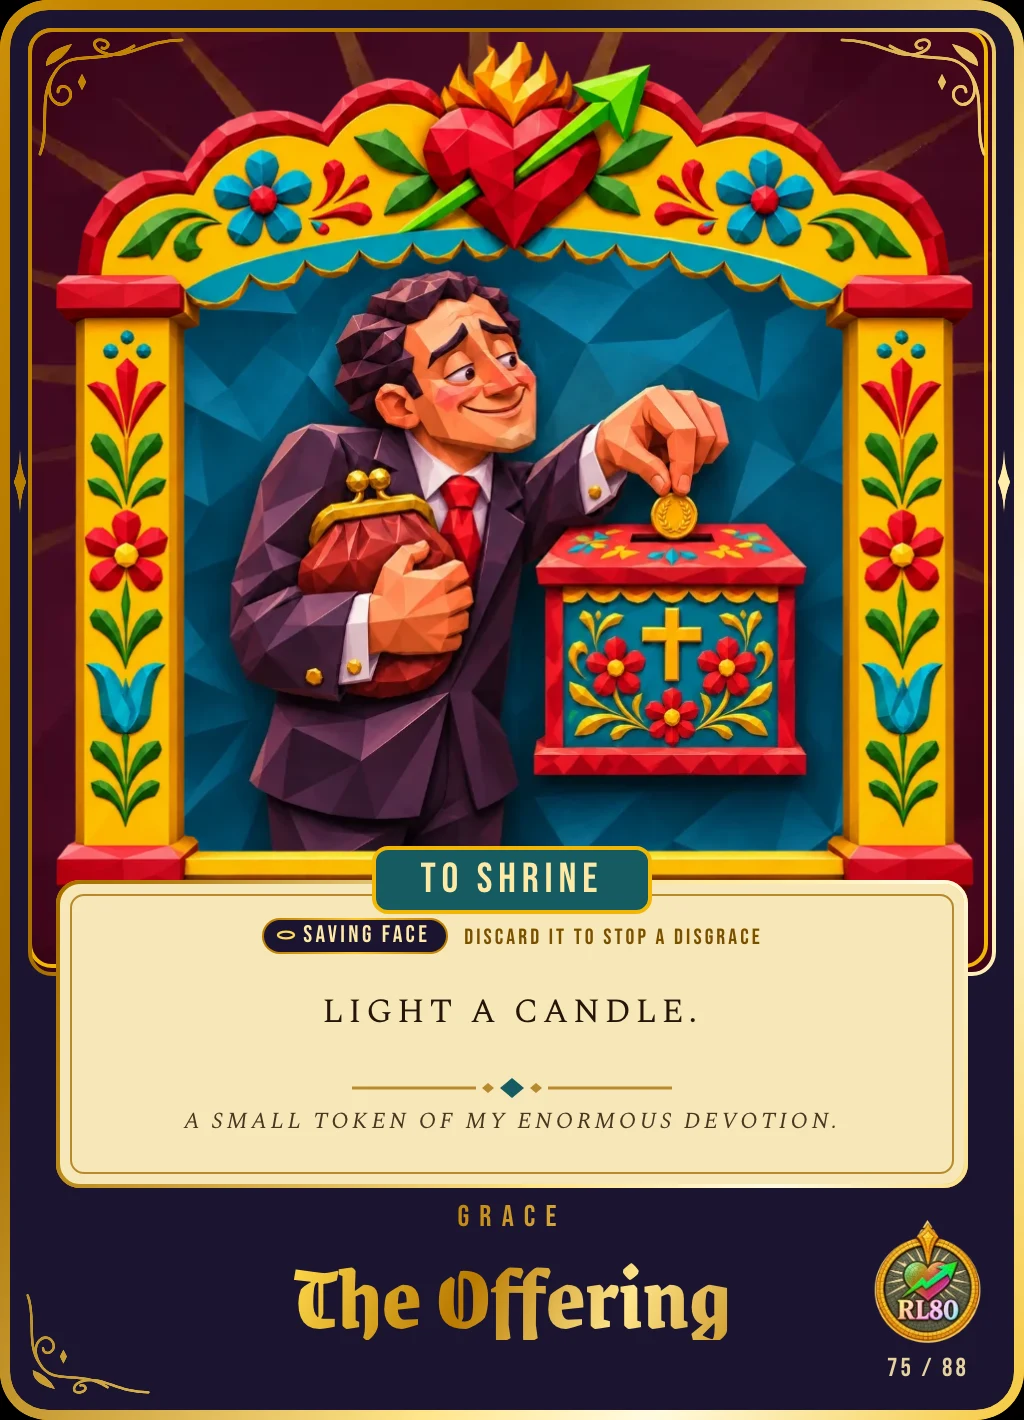 TO SHRINE
SAVING FACE DISCARD IT TO STOP A DISGRACE
LIGHT A CANDLE.
A SMALL TOKEN OF MY ENORMOUS DEVOTION.
GRACE
The Offering
RL80
75 / 88